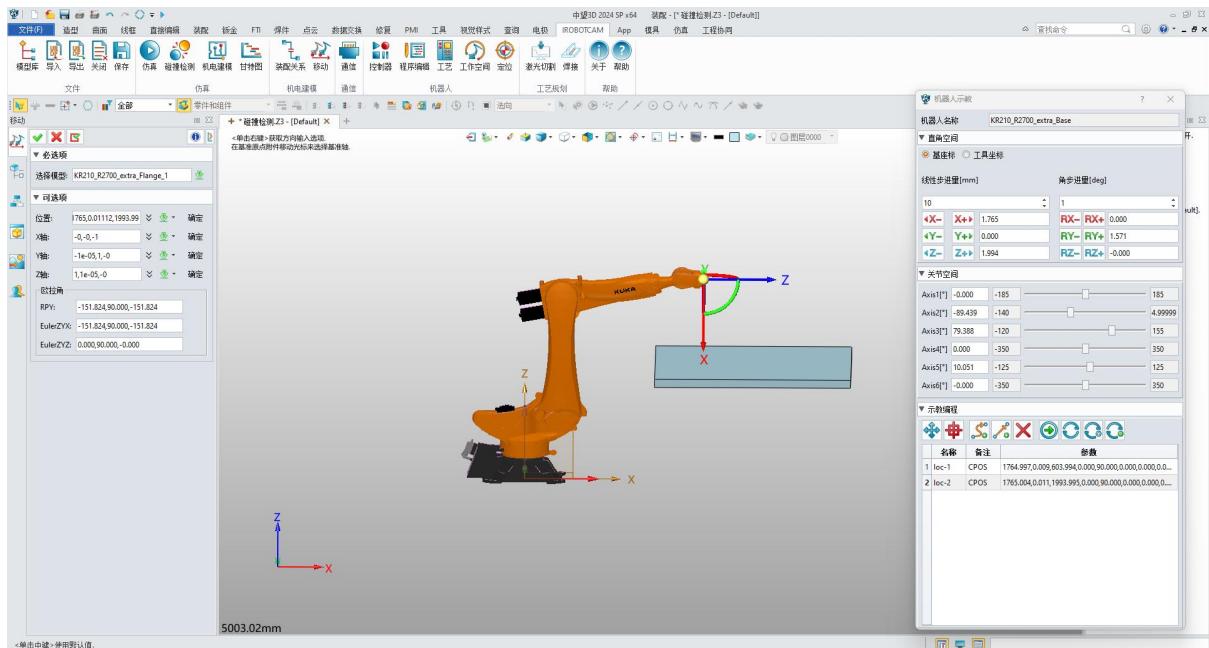 中望3D 2024 SP x64 装配 - [* 碰撞检测.Z3 - [Default]]
文件(F) 造型 曲面 线框 直接编辑 装配 钣金 FTI 焊件 点云 数据交换 修复 PMI 工具 视觉样式 查询 电极 IROBOTCAM App 模具 仿真 工程协同 查找命令
模型库 导入 导出 关闭 保存 仿真 碰撞检测 机电建模 甘特图 装配关系 移动 通信 控制器 程序编辑 工艺 工作空间 定位 激光切割 焊接 关于 帮助
文件 仿真 机电建模 通信 机器人 工艺规划 帮助
全部 零件和组件 法向
移动
* 碰撞检测.Z3 - [Default]
<单击右键>获取方向输入选项.
在基准原点附件移动光标来选择基准轴.
图层0000
必选项
选择模型: KR210_R2700_extra_Flange_1
可选项
位置: 1765,0.01112,1993.99 确定
X轴: -0,-0,-1 确定
Y轴: -1e-05,1,-0 确定
Z轴: 1,1e-05,-0 确定
欧拉角
RPY: -151.824,90.000,-151.824
EulerZYX: -151.824,90.000,-151.824
EulerZYZ: 0.000,90.000,-0.000
KUKA
Y
Z
X
Z
X
Z
X
5003.02mm
<单击中键>使用默认值.
机器人示教
机器人名称 KR210_R2700_extra_Base
直角空间
基座标 工具坐标
线性步进量[mm] 角步进量[deg]
10 1
X- X+ 1.765 RX- RX+ 0.000
Y- Y+ 0.000 RY- RY+ 1.571
Z- Z+ 1.994 RZ- RZ+ -0.000
关节空间
Axis1[°] -0.000 -185 185
Axis2[°] -89.439 -140 4.99999
Axis3[°] 79.388 -120 155
Axis4[°] 0.000 -350 350
Axis5[°] 10.051 -125 125
Axis6[°] -0.000 -350 350
示教编程
名称 备注 参数
1 loc-1 CPOS 1764.997,0.009,603.994,0.000,90.000,0.000,0.000,0.0...
2 loc-2 CPOS 1765.004,0.011,1993.995,0.000,90.000,0.000,0.000,0....
开.
ault].